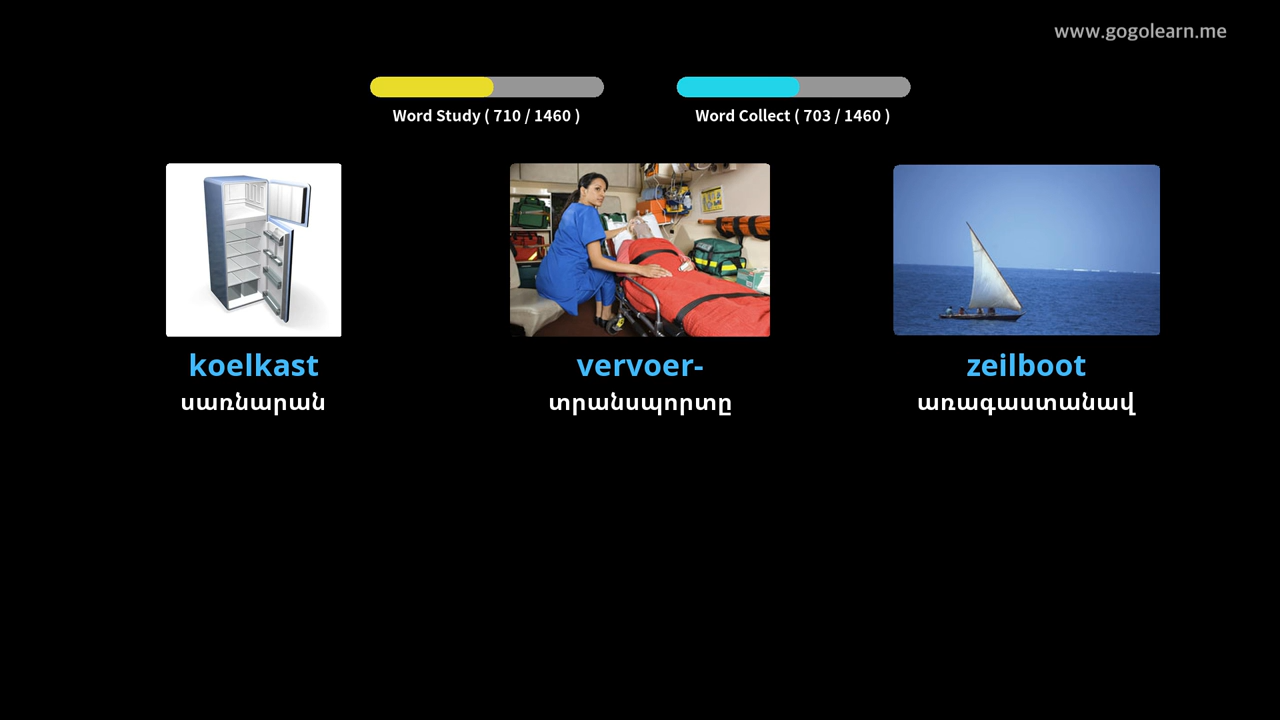 www.gogolearn.me
Word Study ( 710 / 1460 )
Word Collect ( 703 / 1460 )
koelkast
vervoer-
zeilboot
սառնարան
տրանսպորտը
առագաստանավ